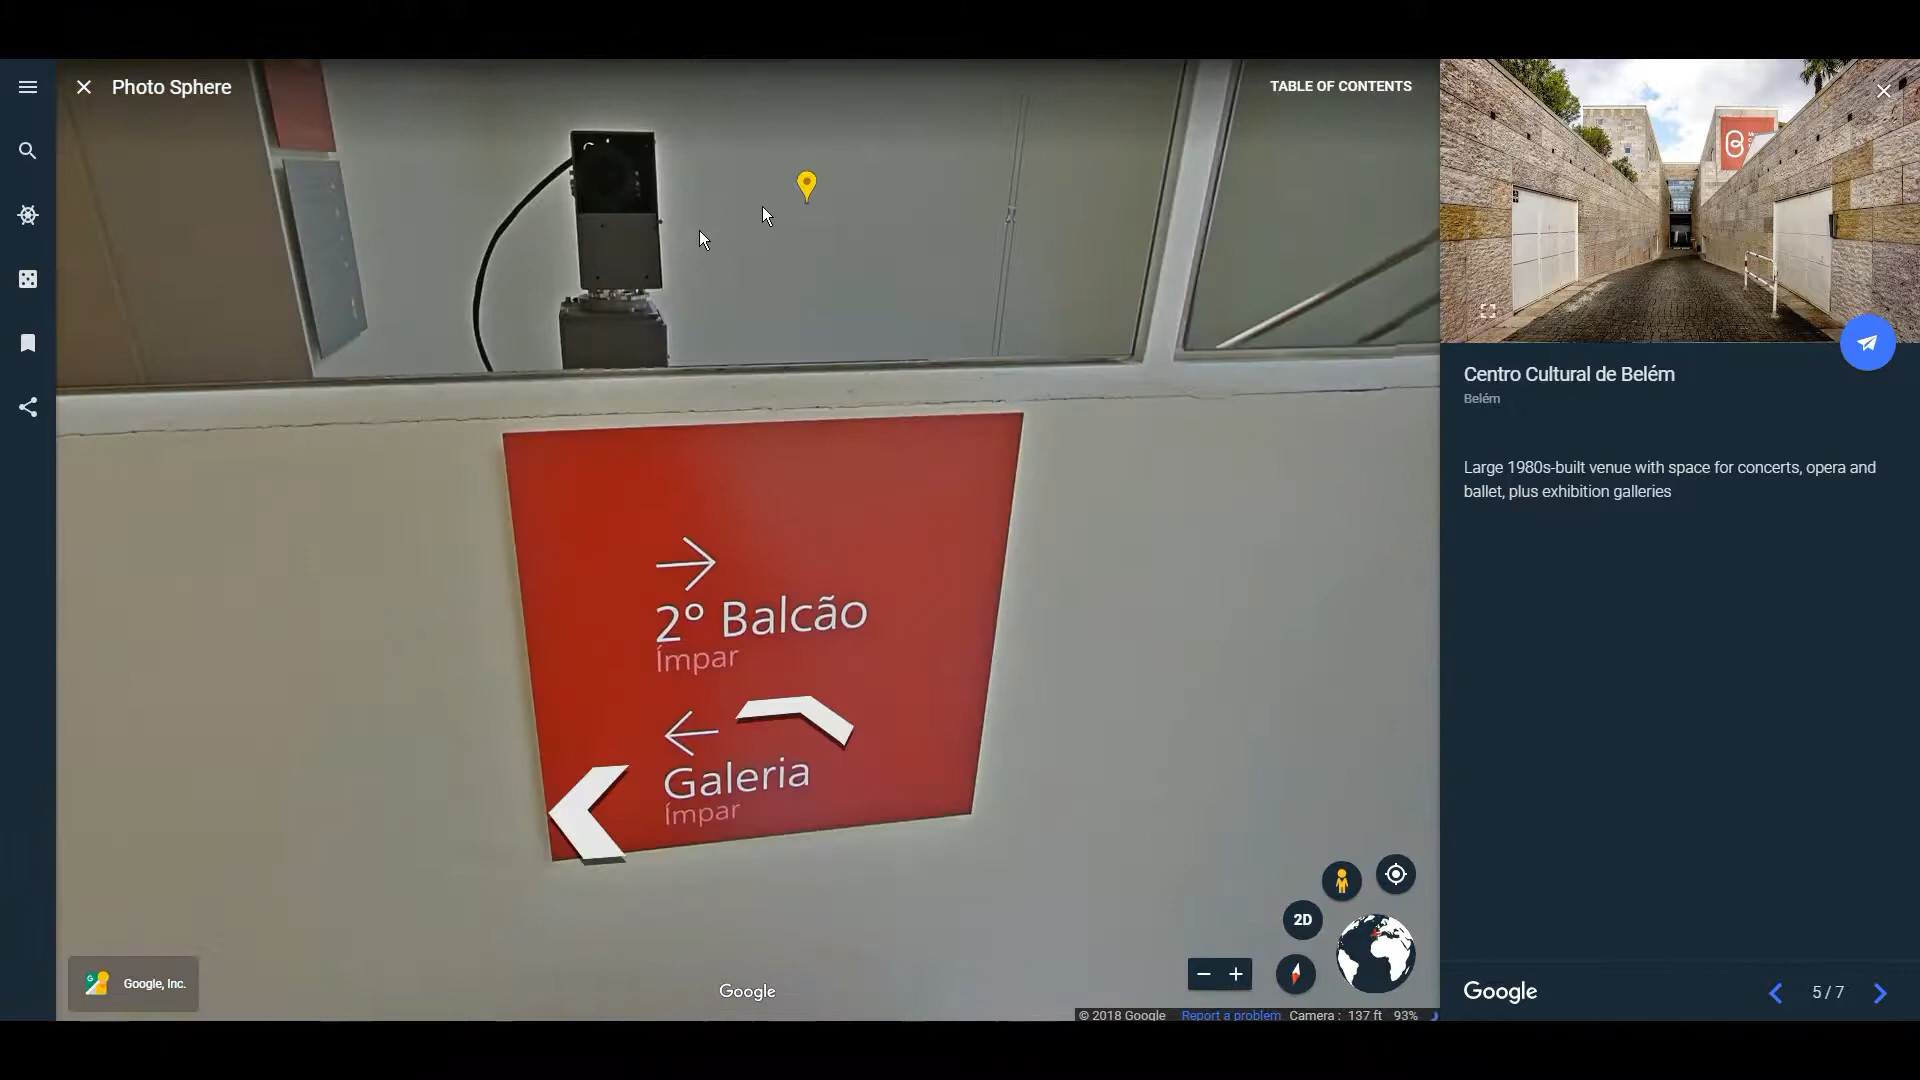 Photo Sphere
TABLE OF CONTENTS
2º Balcão
Ímpar
Galeria
Ímpar
Centro Cultural de Belém
Belém
Large 1980s-built venue with space for concerts, opera and
ballet, plus exhibition galleries
2D
Google, Inc.
Google
Google
5 / 7
© 2018 Google Report a problem Camera : 137 ft 93%